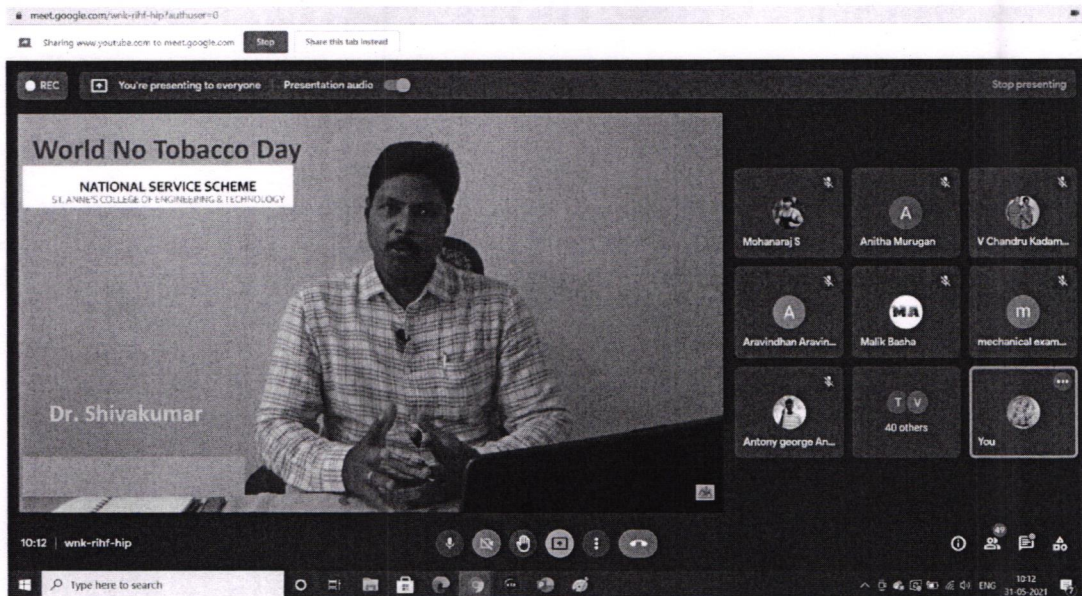 meet.google.com/wnk-rihf-hip?authuser=0
Sharing www.youtube.com to meet.google.com
Stop
Share this tab instead
REC
You're presenting to everyone
Presentation audio
Stop presenting
World No Tobacco Day
NATIONAL SERVICE SCHEME
ST. ANNE'S COLLEGE OF ENGINEERING & TECHNOLOGY
Dr. Shivakumar
Mohanaraj S
A
Anitha Murugan
V Chandru Kadam...
A
Aravindhan Aravin...
MA
Malik Basha
m
mechanical exam...
Antony george An...
T V
40 others
You
10:12 | wnk-rihf-hip
49
Type here to search
ENG
10:12
31-05-2021